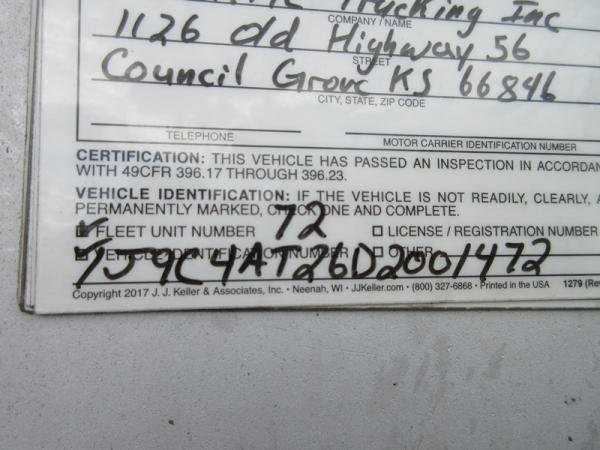 Trucking Inc
COMPANY / NAME
1126 old Highway 56
STREET
Council Grove KS 66846
CITY, STATE, ZIP CODE
TELEPHONE MOTOR CARRIER IDENTIFICATION NUMBER
CERTIFICATION: THIS VEHICLE HAS PASSED AN INSPECTION IN ACCORDAN
WITH 49CFR 396.17 THROUGH 396.23.
VEHICLE IDENTIFICATION: IF THE VEHICLE IS NOT READILY, CLEARLY, A
PERMANENTLY MARKED, CHECK ONE AND COMPLETE.
FLEET UNIT NUMBER 72 LICENSE / REGISTRATION NUMBER
VEHICLE IDENTIFICATION NUMBER OTHER
1J9C4AT26D2001472
Copyright 2017 J. J. Keller & Associates, Inc. • Neenah, WI • JJKeller.com • (800) 327-6868 • Printed in the USA 1279 (Rev